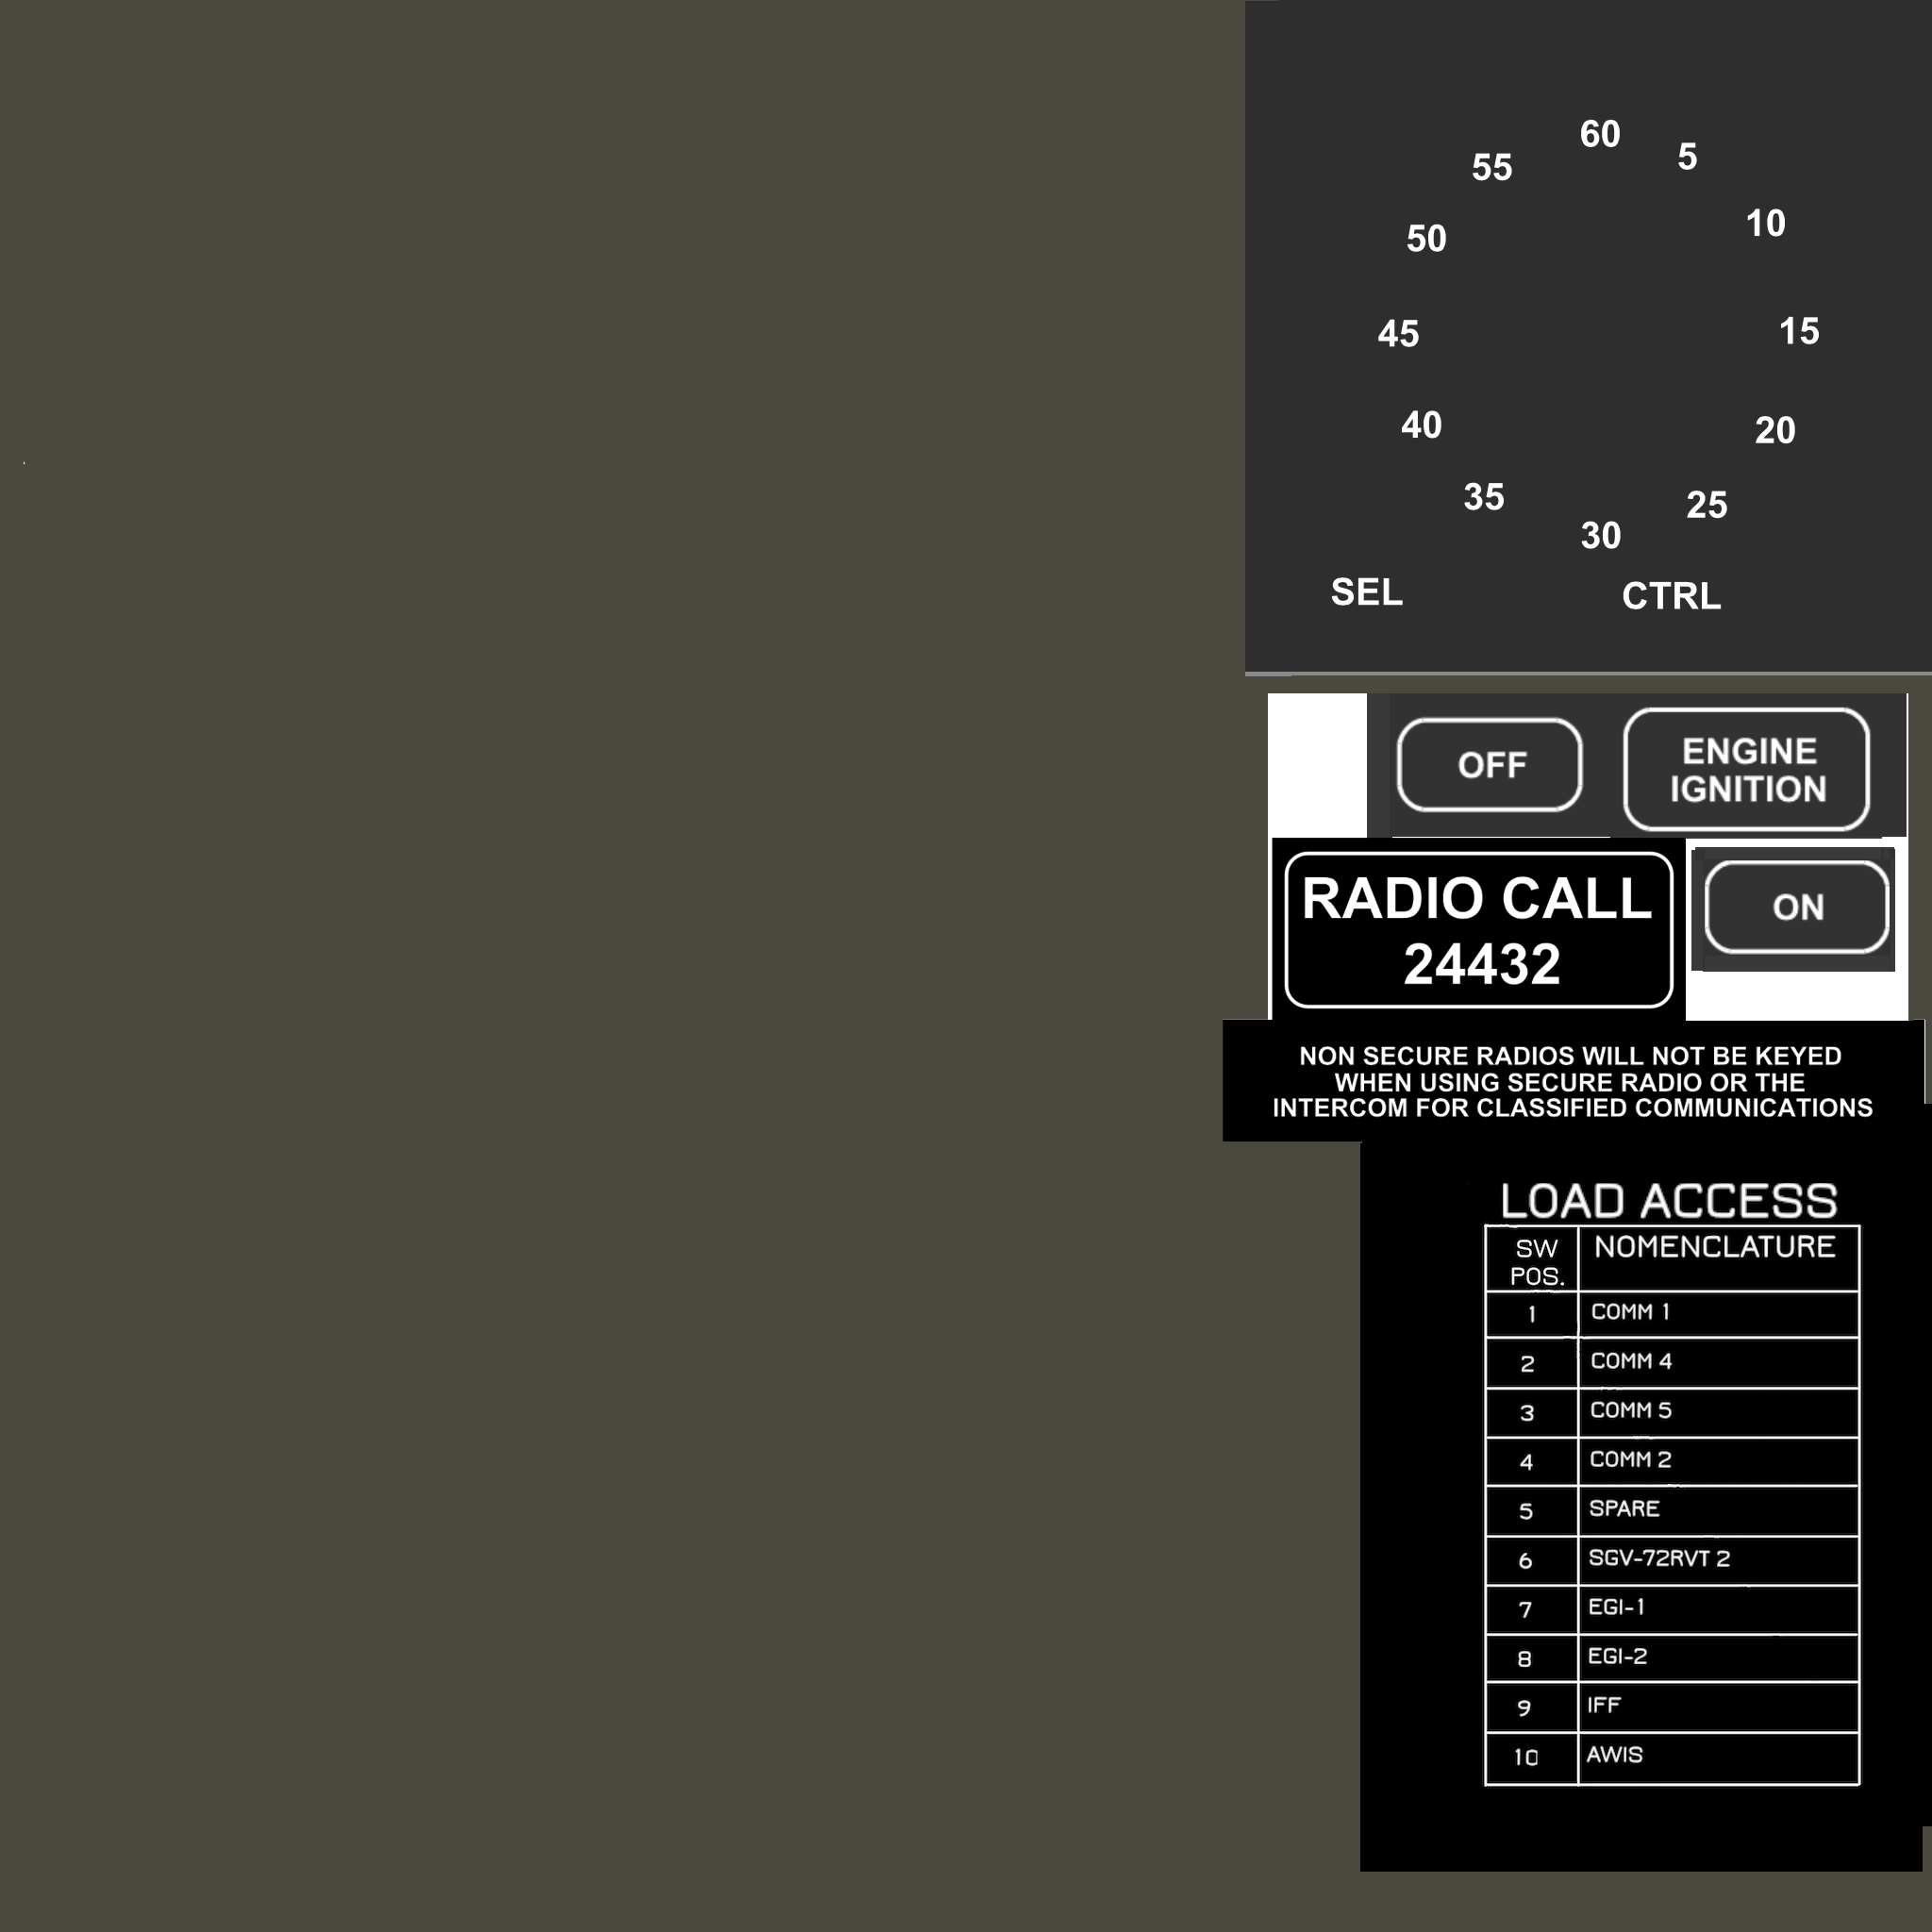 60
55
5
50
10
45
15
40
20
35
25
30
SEL
CTRL
OFF
ENGINE
IGNITION
RADIO CALL
24432
ON
NON SECURE RADIOS WILL NOT BE KEYED
WHEN USING SECURE RADIO OR THE
INTERCOM FOR CLASSIFIED COMMUNICATIONS
LOAD ACCESS
SW POS. NOMENCLATURE
1 COMM 1
2 COMM 4
3 COMM 5
4 COMM 2
5 SPARE
6 SGV-72RVT 2
7 EGI-1
8 EGI-2
9 IFF
10 AWIS